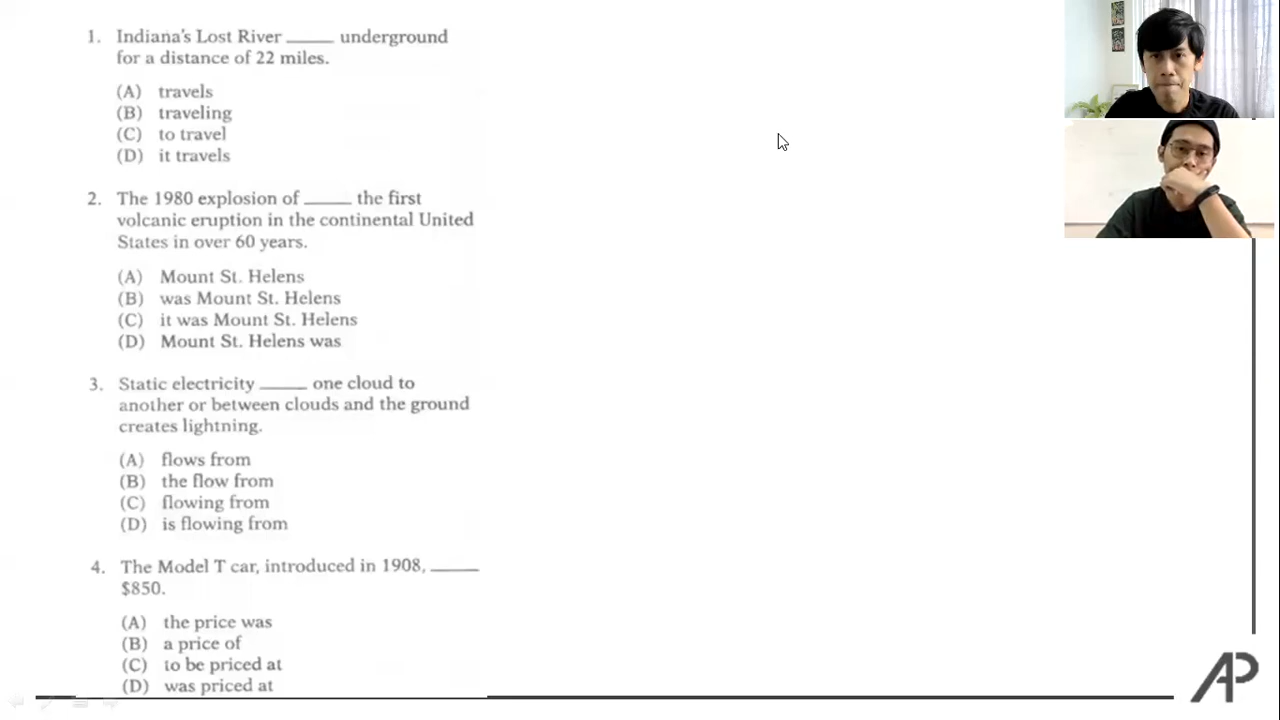 1. Indiana's Lost River _____ underground
for a distance of 22 miles.
(A) travels
(B) traveling
(C) to travel
(D) it travels
2. The 1980 explosion of _____ the first
volcanic eruption in the continental United
States in over 60 years.
(A) Mount St. Helens
(B) was Mount St. Helens
(C) it was Mount St. Helens
(D) Mount St. Helens was
3. Static electricity _____ one cloud to
another or between clouds and the ground
creates lightning.
(A) flows from
(B) the flow from
(C) flowing from
(D) is flowing from
4. The Model T car, introduced in 1908, _____
$850.
(A) the price was
(B) a price of
(C) to be priced at
(D) was priced at
AP